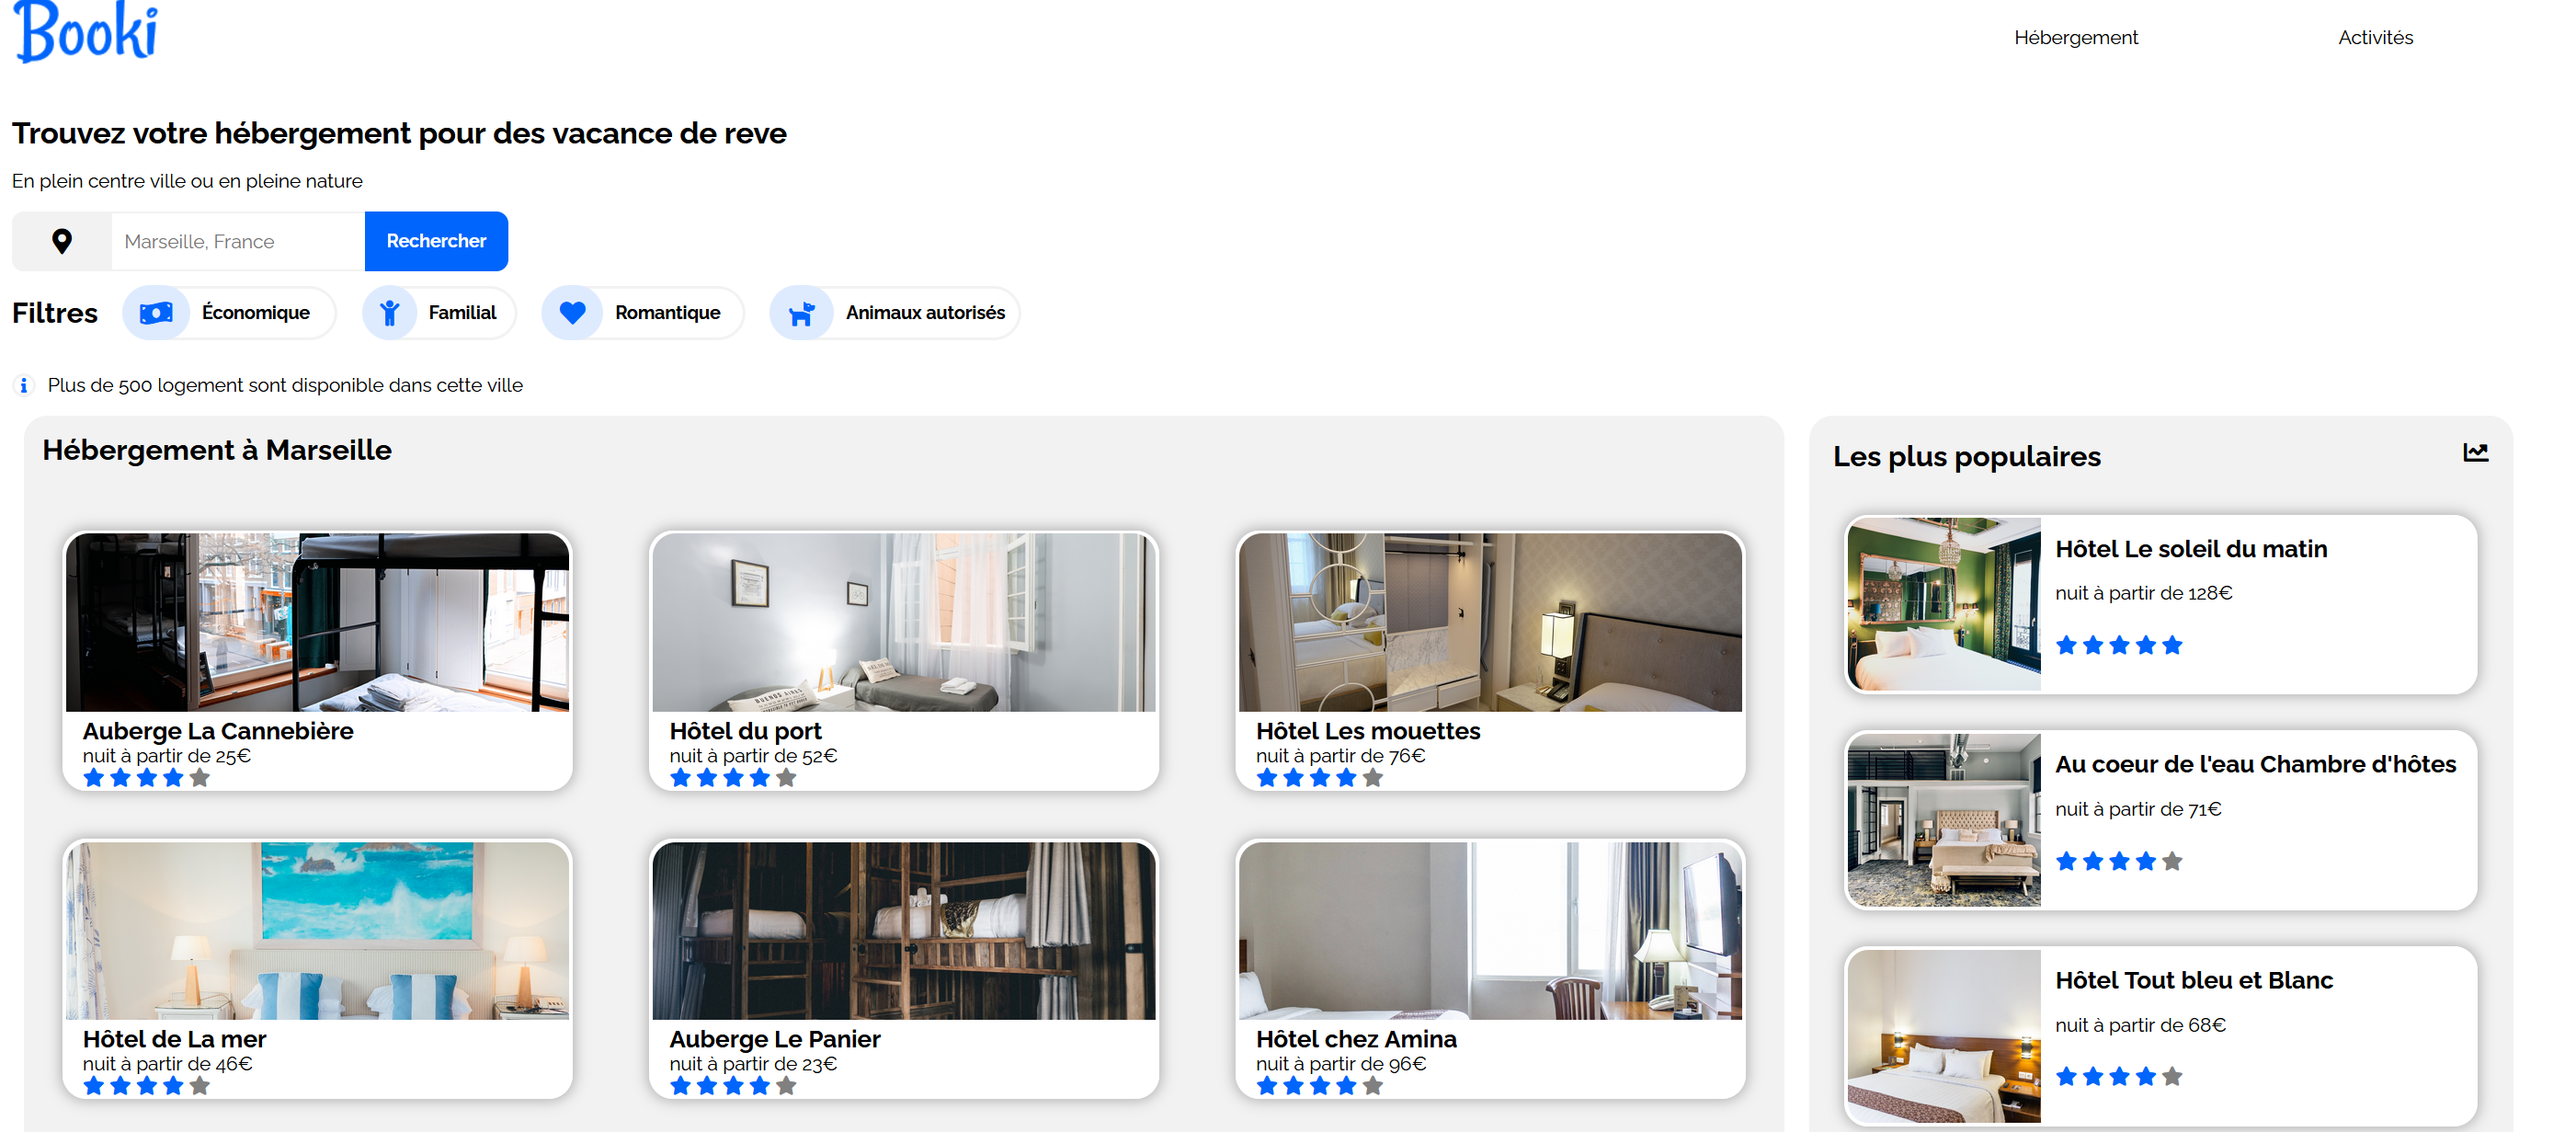 Booki
Hébergement
Activités
Trouvez votre hébergement pour des vacance de reve
En plein centre ville ou en pleine nature
Marseille, France
Rechercher
Filtres
Économique
Familial
Romantique
Animaux autorisés
Plus de 500 logement sont disponible dans cette ville
Hébergement à Marseille
Auberge La Cannebière
nuit à partir de 25€
Hôtel du port
nuit à partir de 52€
Hôtel Les mouettes
nuit à partir de 76€
Hôtel de La mer
nuit à partir de 46€
Auberge Le Panier
nuit à partir de 23€
Hôtel chez Amina
nuit à partir de 96€
Les plus populaires
Hôtel Le soleil du matin
nuit à partir de 128€
Au coeur de l'eau Chambre d'hôtes
nuit à partir de 71€
Hôtel Tout bleu et Blanc
nuit à partir de 68€